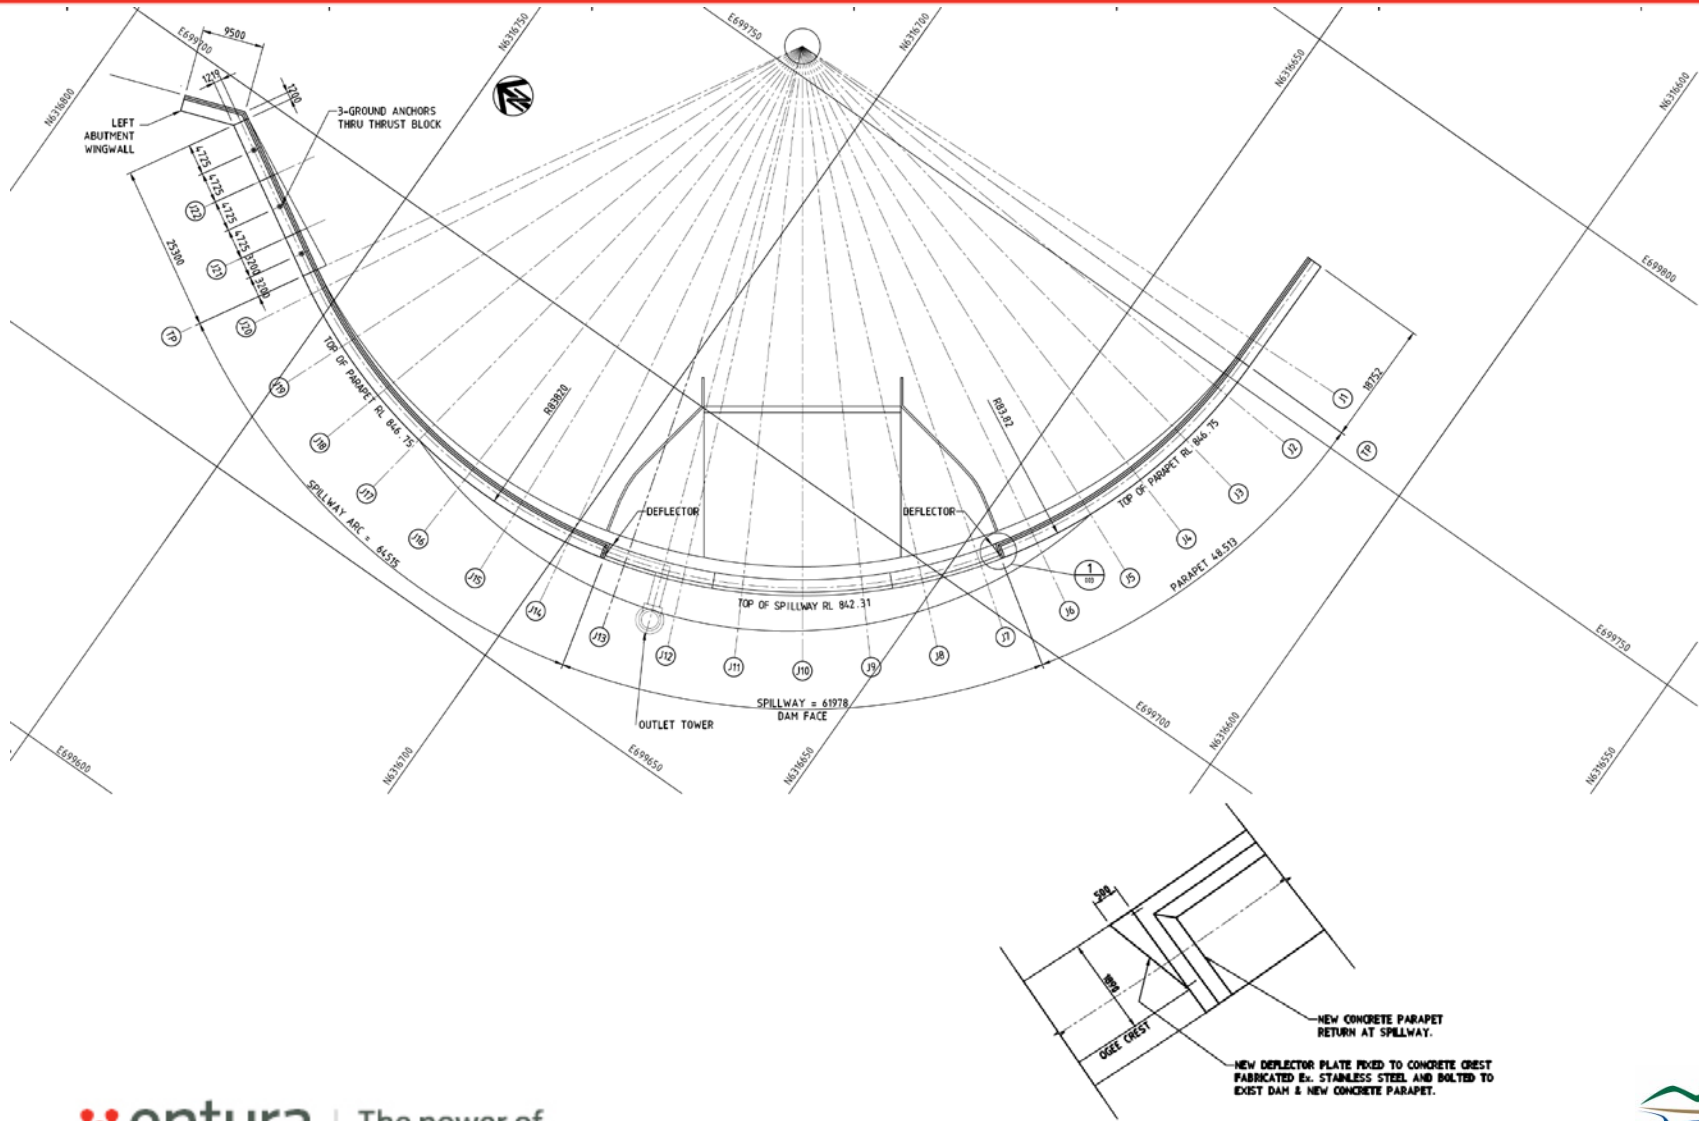 E699700
9500
1219
1200
N6316750
E699750
N6316700
N6316650
N6316600
N6316800
LEFT
ABUTMENT
WINGWALL
3-GROUND ANCHORS
THRU THRUST BLOCK
4725
4725
4725
4725
3200
3200
25300
J22
J21
J20
TP
J19
J18
J17
J16
J15
J14
J13
J12
J11
J10
J9
J8
J7
J6
J5
J4
J3
J2
J1
TP
18752
E699800
TOP OF PARAPET RL 846.75
R83820
R83.82
TOP OF PARAPET RL 846.75
SPILLWAY ARC = 64515
DEFLECTOR
DEFLECTOR
1
TOP OF SPILLWAY RL 842.31
PARAPET 48.513
SPILLWAY = 61978
DAM FACE
OUTLET TOWER
E699600
N6316700
E699650
N6316650
E699700
N6316600
E699750
N6316550
500
1890
OGEE CREST
NEW CONCRETE PARAPET
RETURN AT SPILLWAY.
NEW DEFLECTOR PLATE FIXED TO CONCRETE CREST
FABRICATED Ex. STAINLESS STEEL AND BOLTED TO
EXIST DAM & NEW CONCRETE PARAPET.
entura
The power of